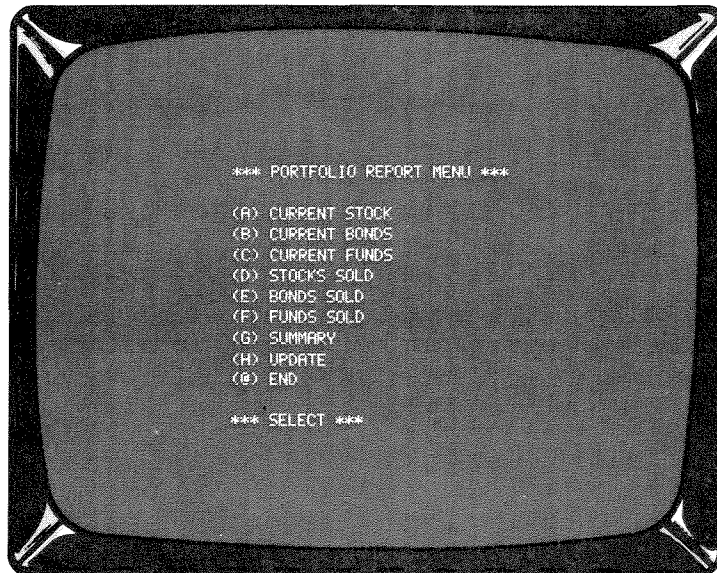 *** PORTFOLIO REPORT MENU ***
(A) CURRENT STOCK
(B) CURRENT BONDS
(C) CURRENT FUNDS
(D) STOCKS SOLD
(E) BONDS SOLD
(F) FUNDS SOLD
(G) SUMMARY
(H) UPDATE
(@) END
*** SELECT ***